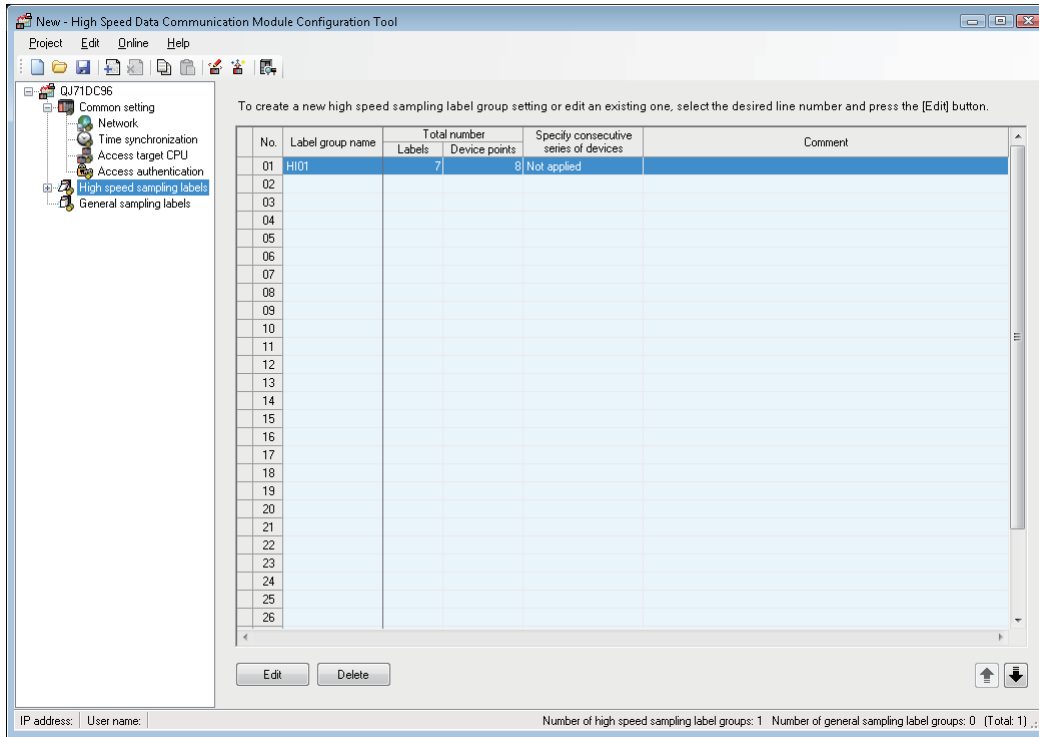 New - High Speed Data Communication Module Configuration Tool
Project Edit Online Help
QJ71DC96
Common setting
Network
Time synchronization
Access target CPU
Access authentication
High speed sampling labels
General sampling labels
To create a new high speed sampling label group setting or edit an existing one, select the desired line number and press the [Edit] button.
No. Label group name Total number Specify consecutive series of devices Comment
Labels Device points
01 HI01 7 8 Not applied
02
03
04
05
06
07
08
09
10
11
12
13
14
15
16
17
18
19
20
21
22
23
24
25
26
Edit Delete
IP address: User name: Number of high speed sampling label groups: 1 Number of general sampling label groups: 0 (Total: 1)